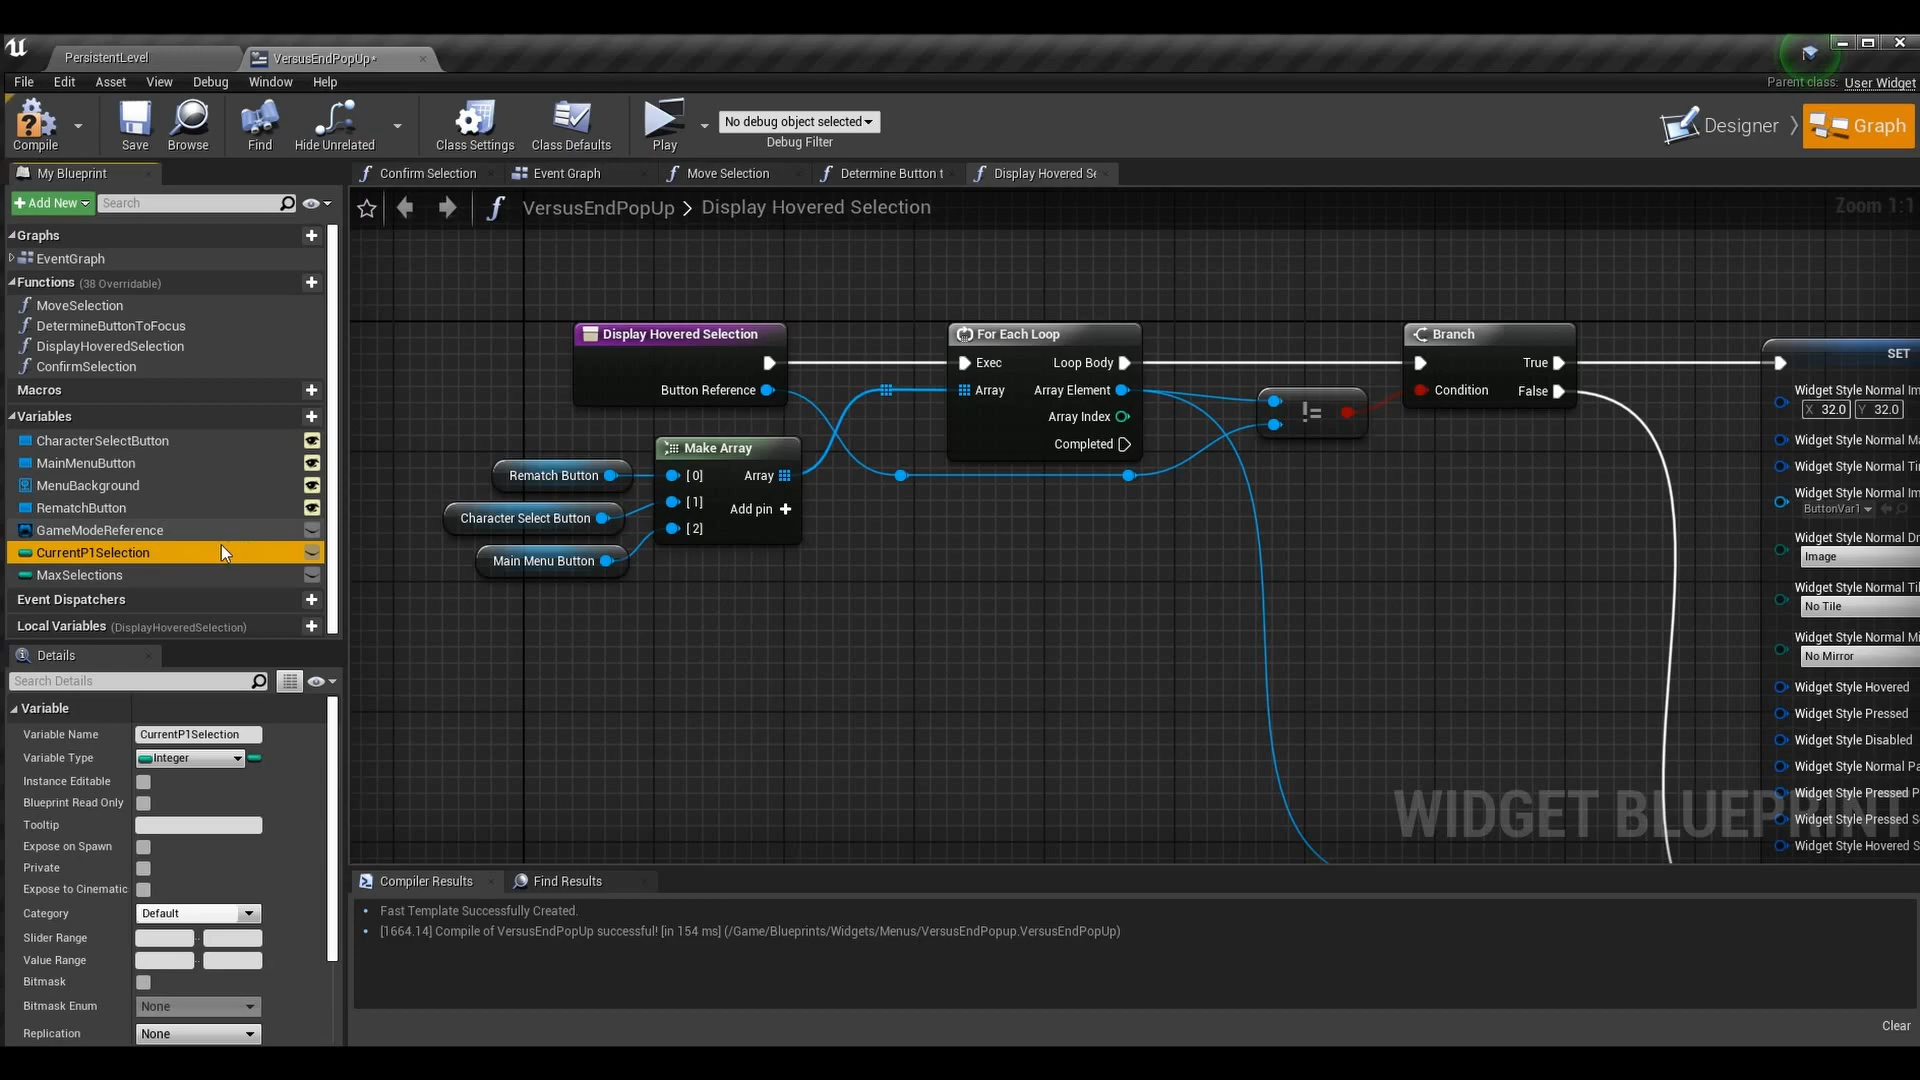 PersistentLevel
VersusEndPopUp*
File Edit Asset View Debug Window Help
Parent class: User Widget
Compile
Save
Browse
Find
Hide Unrelated
Class Settings
Class Defaults
Play
No debug object selected
Debug Filter
Designer
Graph
My Blueprint
Confirm Selection
Event Graph
Move Selection
Determine Button t
Display Hovered Se
Add New
Search
VersusEndPopUp > Display Hovered Selection
Zoom 1:1
Graphs
EventGraph
Functions (38 Overridable)
MoveSelection
DetermineButtonToFocus
DisplayHoveredSelection
ConfirmSelection
Macros
Variables
CharacterSelectButton
MainMenuButton
MenuBackground
RematchButton
GameModeReference
CurrentP1Selection
MaxSelections
Event Dispatchers
Local Variables (DisplayHoveredSelection)
Details
Search Details
Variable
Variable Name CurrentP1Selection
Variable Type Integer
Instance Editable
Blueprint Read Only
Tooltip
Expose on Spawn
Private
Expose to Cinematic
Category Default
Slider Range
Value Range
Bitmask
Bitmask Enum None
Replication None
Display Hovered Selection
Button Reference
Make Array
Rematch Button
Character Select Button
Main Menu Button
[0]
[1]
[2]
Array
Add pin
For Each Loop
Exec
Loop Body
Array
Array Element
Array Index
Completed
!=
Branch
True
Condition
False
SET
Widget Style Normal Im
X 32.0 Y 32.0
Widget Style Normal Ma
Widget Style Normal Tin
Widget Style Normal Im
ButtonVar1
Widget Style Normal Dr
Image
Widget Style Normal Til
No Tile
Widget Style Normal Mi
No Mirror
Widget Style Hovered
Widget Style Pressed
Widget Style Disabled
Widget Style Normal Pa
Widget Style Pressed P
Widget Style Pressed S
Widget Style Hovered S
WIDGET BLUEPRINT
Compiler Results
Find Results
Fast Template Successfully Created.
[1664.14] Compile of VersusEndPopUp successful! [in 154 ms] (/Game/Blueprints/Widgets/Menus/VersusEndPopup.VersusEndPopUp)
Clear